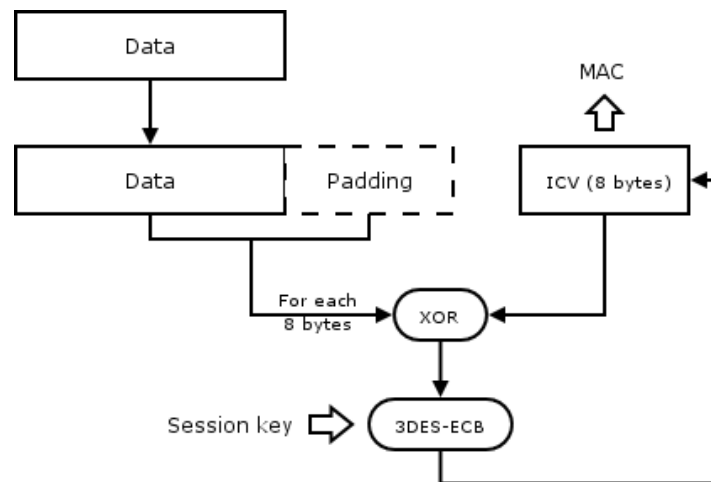 Data
MAC
Data
Padding
ICV (8 bytes)
For each
8 bytes
XOR
Session key
3DES-ECB